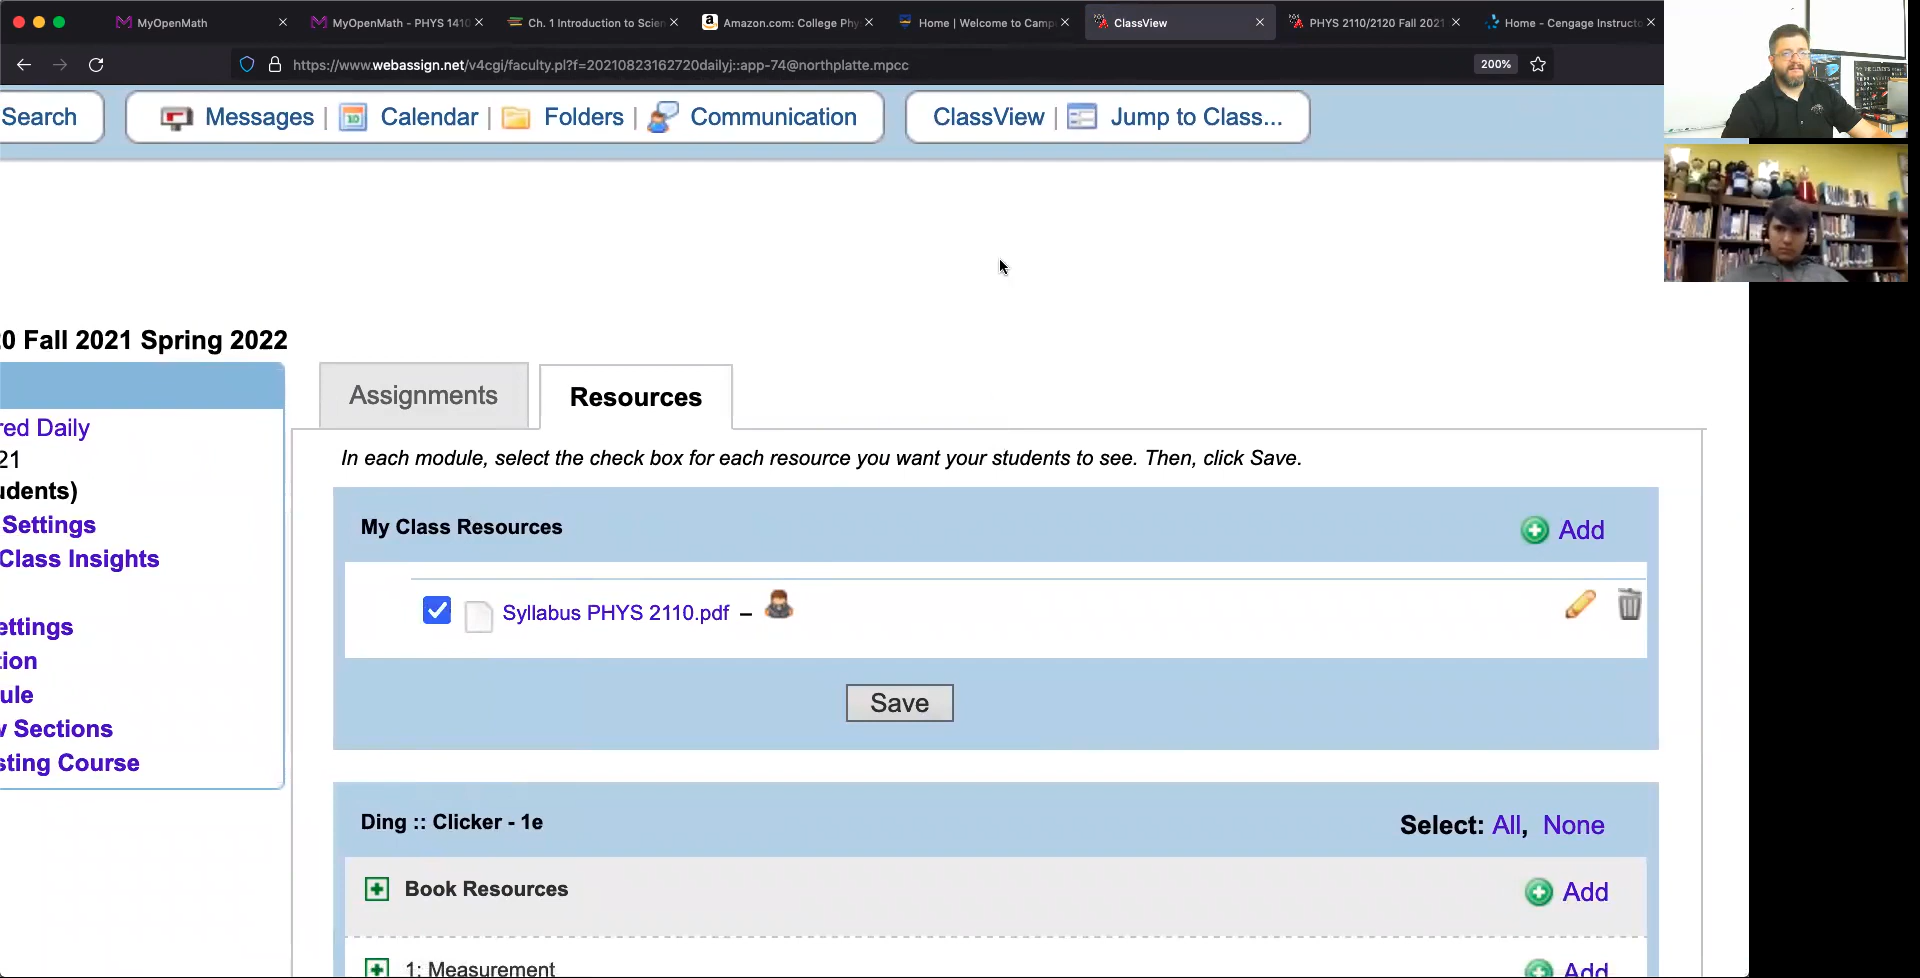 MyOpenMath
MyOpenMath - PHYS 1410
Ch. 1 Introduction to Scien
Amazon.com: College Phy
Home | Welcome to Camp
ClassView
PHYS 2110/2120 Fall 2021
Home - Cengage Instructo
https://www.webassign.net/v4cgi/faculty.pl?f=20210823162720dailyj::app-74@northplatte.mpcc
200%
Search
Messages | Calendar | Folders | Communication
ClassView | Jump to Class...
0 Fall 2021 Spring 2022
red Daily
21
udents)
Settings
Class Insights
ettings
tion
ule
w Sections
sting Course
Assignments
Resources
In each module, select the check box for each resource you want your students to see. Then, click Save.
My Class Resources
Add
Syllabus PHYS 2110.pdf –
Save
Ding :: Clicker - 1e
Select: All, None
Book Resources
Add
1: Measurement
Add